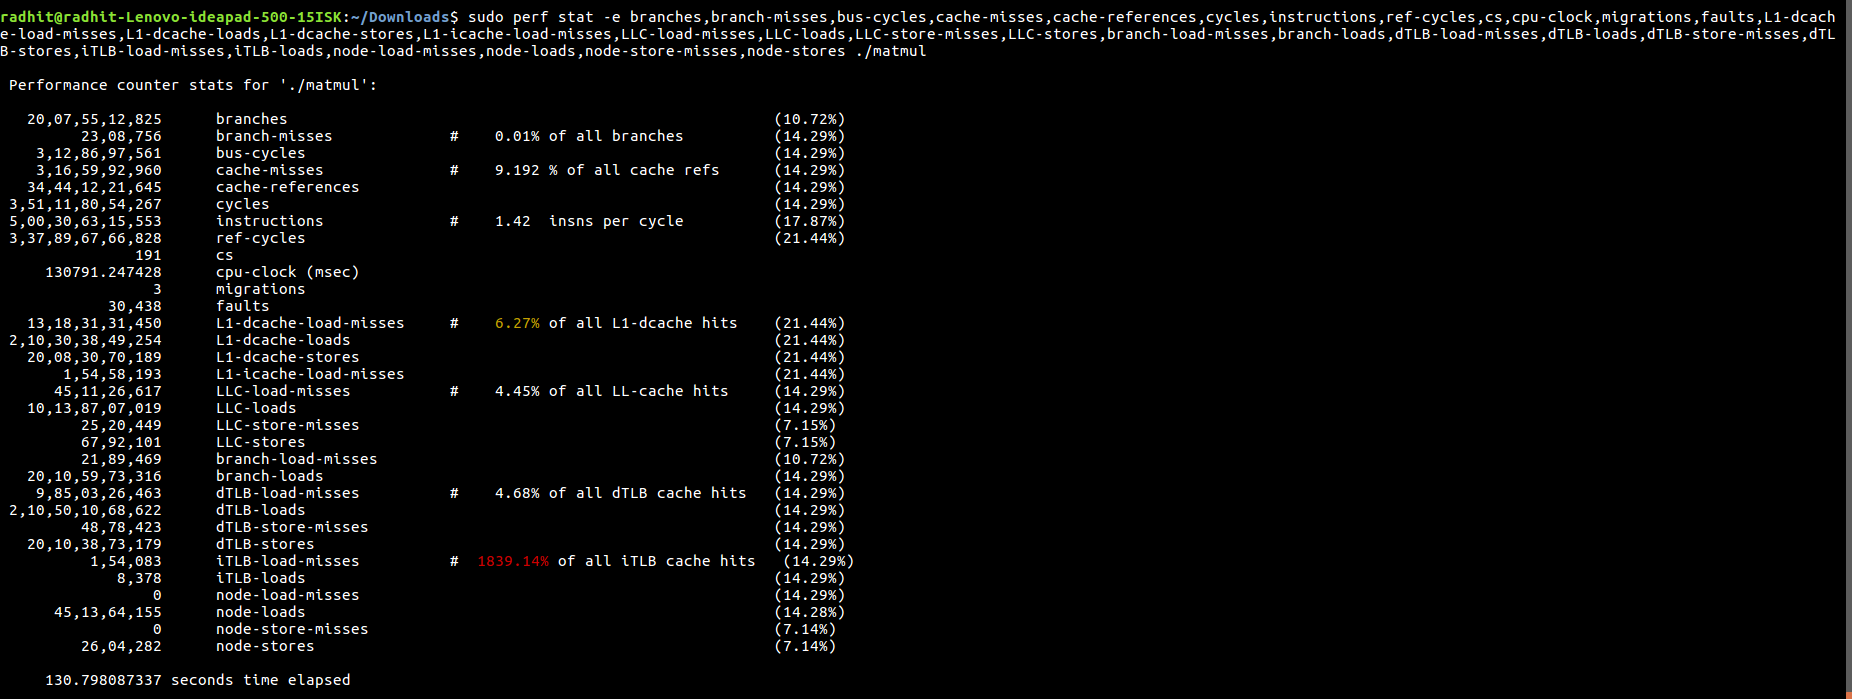 radhit@radhit-Lenovo-ideapad-500-15ISK:~/Downloads$ sudo perf stat -e branches,branch-misses,bus-cycles,cache-misses,cache-references,cycles,instructions,ref-cycles,cs,cpu-clock,migrations,faults,L1-dcach
e-load-misses,L1-dcache-loads,L1-dcache-stores,L1-icache-load-misses,LLC-load-misses,LLC-loads,LLC-store-misses,LLC-stores,branch-load-misses,branch-loads,dTLB-load-misses,dTLB-loads,dTLB-store-misses,dTL
B-stores,iTLB-load-misses,iTLB-loads,node-load-misses,node-loads,node-store-misses,node-stores ./matmul
Performance counter stats for './matmul':
20,07,55,12,825 branches (10.72%)
23,08,756 branch-misses # 0.01% of all branches (14.29%)
3,12,86,97,561 bus-cycles (14.29%)
3,16,59,92,960 cache-misses # 9.192 % of all cache refs (14.29%)
34,44,12,21,645 cache-references (14.29%)
3,51,11,80,54,267 cycles (14.29%)
5,00,30,63,15,553 instructions # 1.42 insns per cycle (17.87%)
3,37,89,67,66,828 ref-cycles (21.44%)
191 cs
130791.247428 cpu-clock (msec)
3 migrations
30,438 faults
13,18,31,31,450 L1-dcache-load-misses # 6.27% of all L1-dcache hits (21.44%)
2,10,30,38,49,254 L1-dcache-loads (21.44%)
20,08,30,70,189 L1-dcache-stores (21.44%)
1,54,58,193 L1-icache-load-misses (21.44%)
45,11,26,617 LLC-load-misses # 4.45% of all LL-cache hits (14.29%)
10,13,87,07,019 LLC-loads (14.29%)
25,20,449 LLC-store-misses (7.15%)
67,92,101 LLC-stores (7.15%)
21,89,469 branch-load-misses (10.72%)
20,10,59,73,316 branch-loads (14.29%)
9,85,03,26,463 dTLB-load-misses # 4.68% of all dTLB cache hits (14.29%)
2,10,50,10,68,622 dTLB-loads (14.29%)
48,78,423 dTLB-store-misses (14.29%)
20,10,38,73,179 dTLB-stores (14.29%)
1,54,083 iTLB-load-misses # 1839.14% of all iTLB cache hits (14.29%)
8,378 iTLB-loads (14.29%)
0 node-load-misses (14.29%)
45,13,64,155 node-loads (14.28%)
0 node-store-misses (7.14%)
26,04,282 node-stores (7.14%)
130.798087337 seconds time elapsed